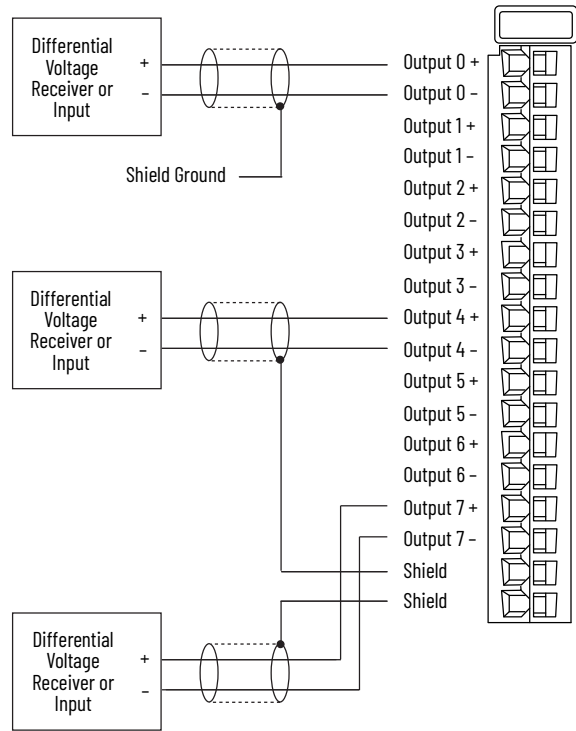 Differential
Voltage
Receiver or
Input
+
–
Shield Ground
Output 0 +
Output 0 –
Output 1 +
Output 1 –
Output 2 +
Output 2 –
Output 3 +
Output 3 –
Differential
Voltage
Receiver or
Input
+
–
Output 4 +
Output 4 –
Output 5 +
Output 5 –
Output 6 +
Output 6 –
Output 7 +
Output 7 –
Shield
Shield
Differential
Voltage
Receiver or
Input
+
–